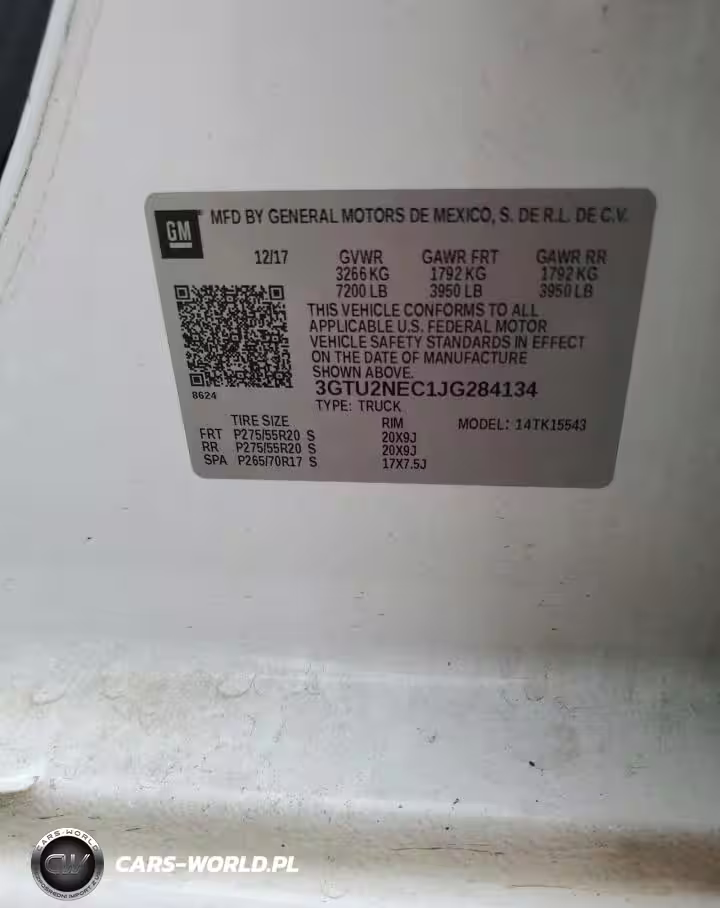 GM
MFD BY GENERAL MOTORS DE MEXICO, S. DE R.L. DE C.V.
12/17 GVWR GAWR FRT GAWR RR
3266 KG 1792 KG 1792 KG
7200 LB 3950 LB 3950 LB
THIS VEHICLE CONFORMS TO ALL
APPLICABLE U.S. FEDERAL MOTOR
VEHICLE SAFETY STANDARDS IN EFFECT
ON THE DATE OF MANUFACTURE
SHOWN ABOVE.
8624
3GTU2NEC1JG284134
TYPE: TRUCK
TIRE SIZE RIM MODEL: 14TK15543
FRT P275/55R20 S 20X9J
RR P275/55R20 S 20X9J
SPA P265/70R17 S 17X7.5J
CARS-WORLD
CW
CARS-WORLD.PL